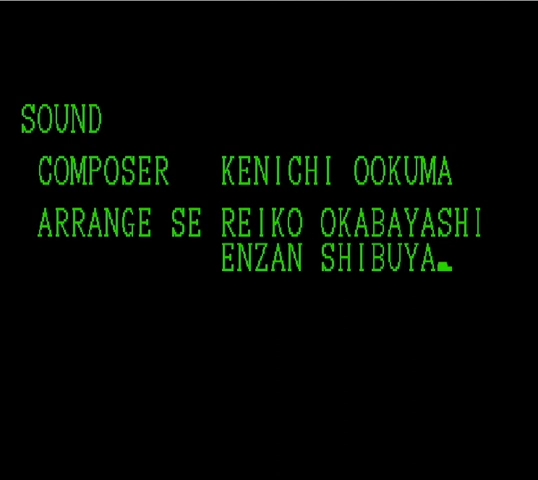 SOUND
COMPOSER KENICHI OOKUMA
ARRANGE SE REIKO OKABAYASHI
ENZAN SHIBUYA